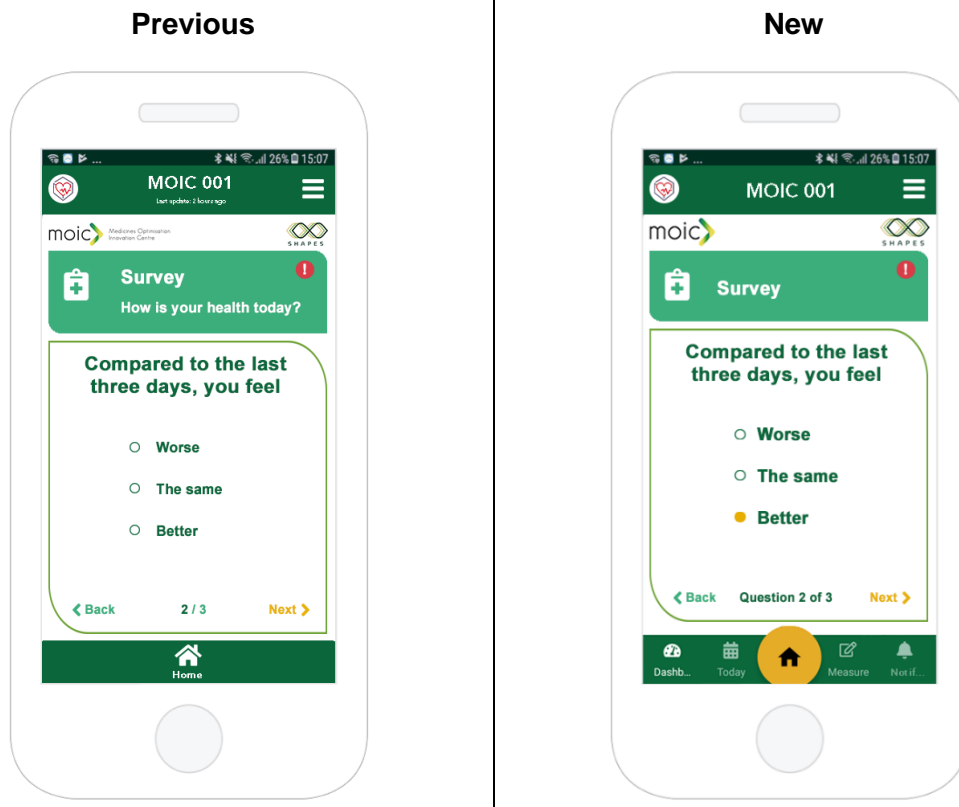 Previous
... 26% 15:07
MOIC 001
Last update: 2 hours ago
moic Medicines Optimisation
Innovation Centre
SHAPES
Survey
How is your health today?
!
Compared to the last
three days, you feel
Worse
The same
Better
Back 2 / 3 Next
Home
New
... 26% 15:07
MOIC 001
moic
SHAPES
Survey
!
Compared to the last
three days, you feel
Worse
The same
Better
Back Question 2 of 3 Next
Dashb... Today Measure Notif...